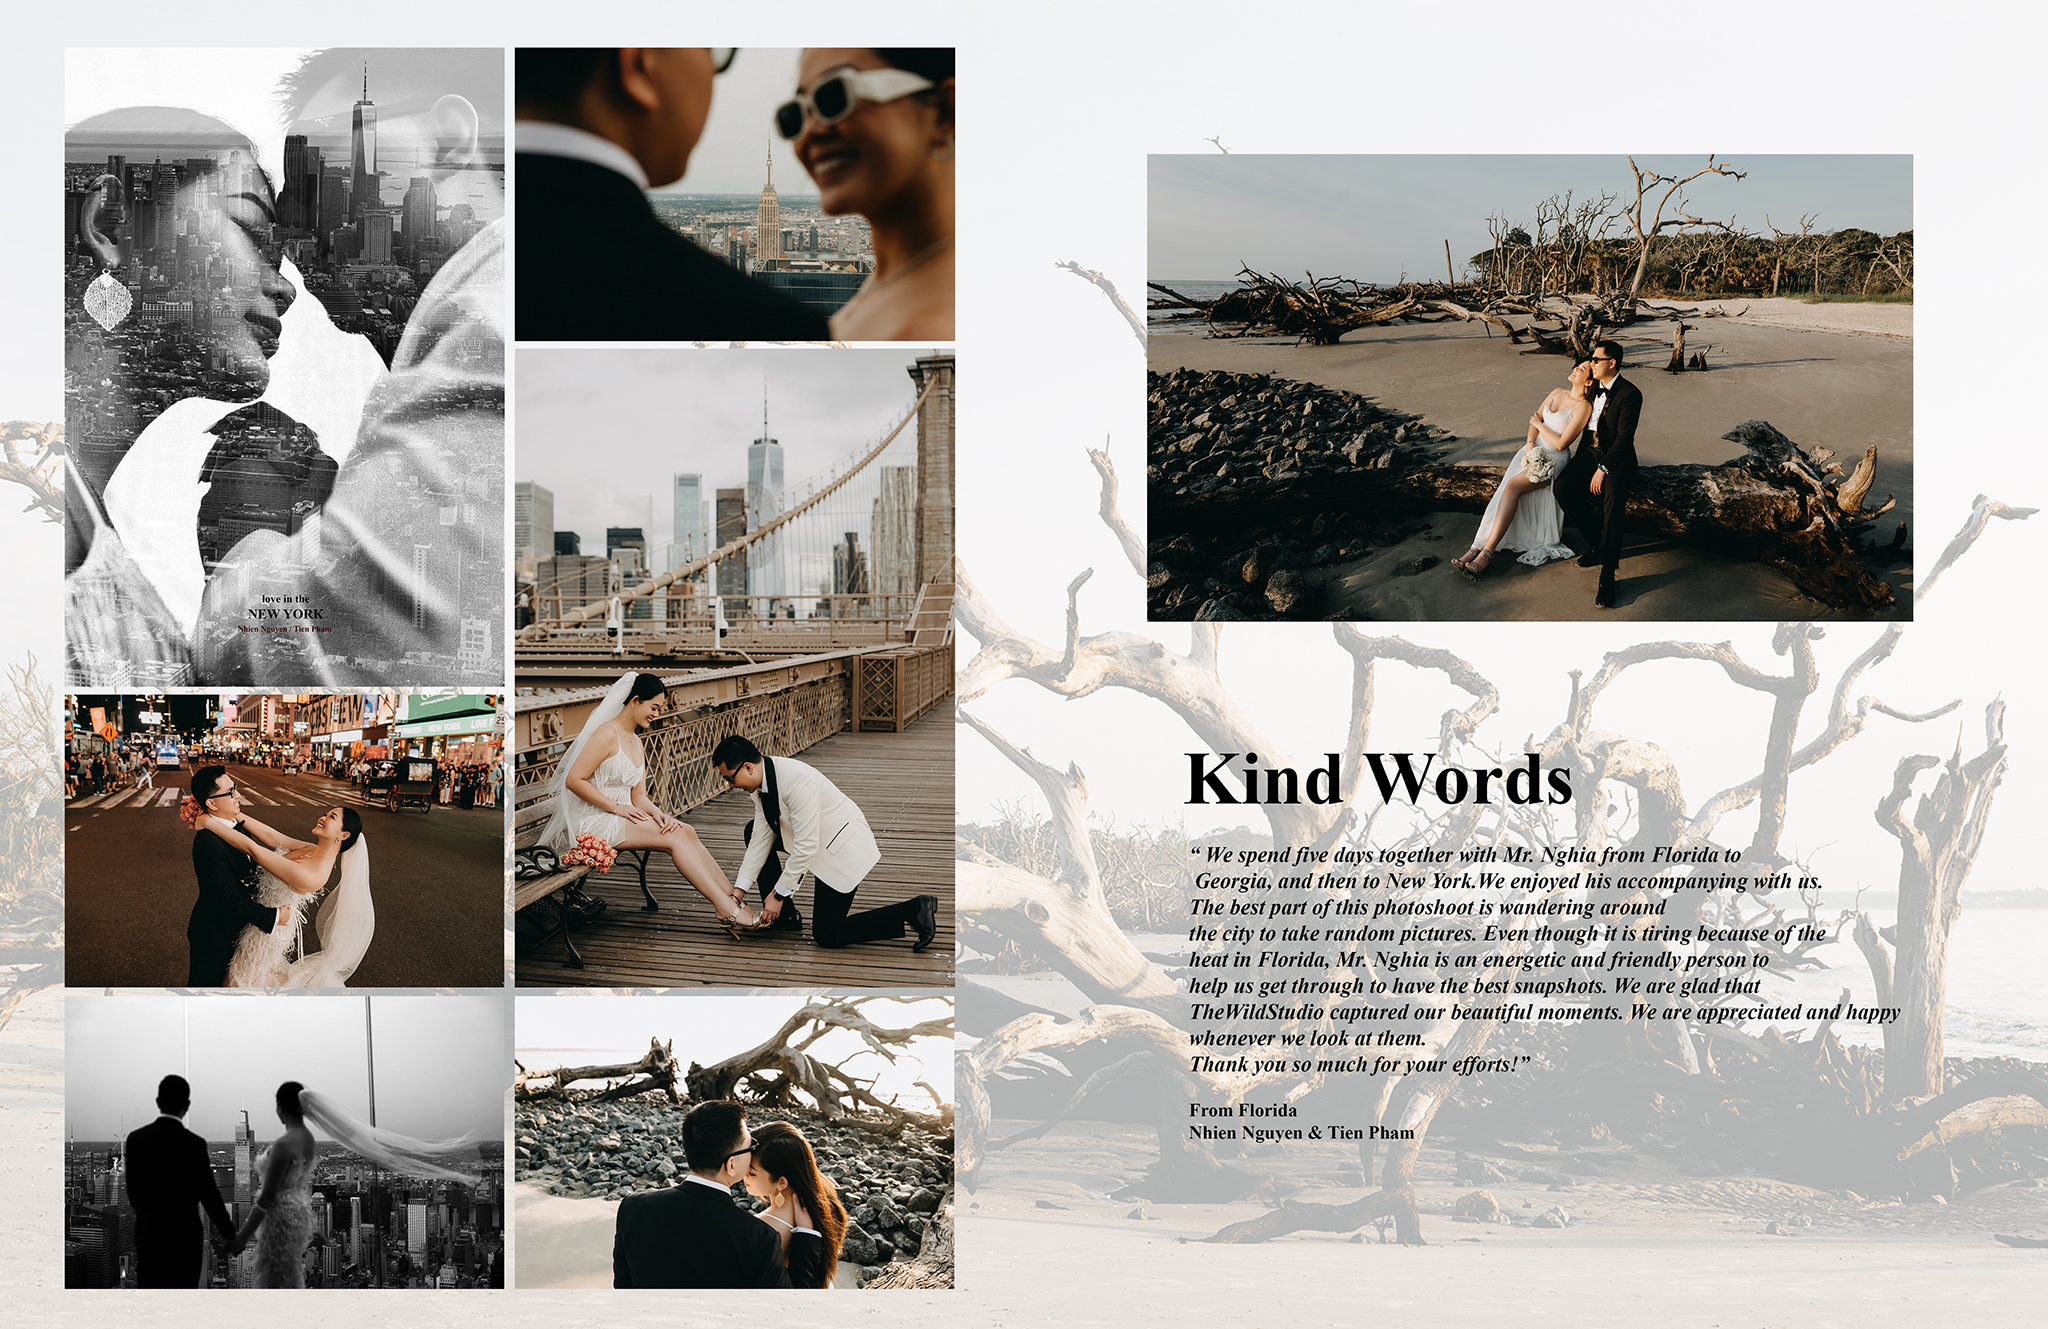 love in the
NEW YORK
Nhien Nguyen / Tien Pham
NEW YORK
LINE
Kind Words
“ We spend five days together with Mr. Nghia from Florida to
Georgia, and then to New York.We enjoyed his accompanying with us.
The best part of this photoshoot is wandering around
the city to take random pictures. Even though it is tiring because of the
heat in Florida, Mr. Nghia is an energetic and friendly person to
help us get through to have the best snapshots. We are glad that
TheWildStudio captured our beautiful moments. We are appreciated and happy
whenever we look at them.
Thank you so much for your efforts!”
From Florida
Nhien Nguyen & Tien Pham